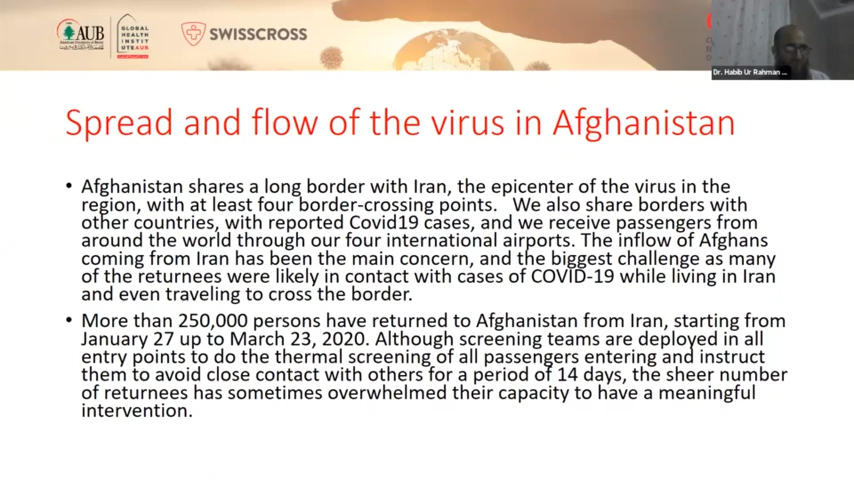 AUB
American University of Beirut
GLOBAL
HEALTH
INSTIT
UTEAUB
SWISSCROSS
Dr. Habib Ur Rahman ...
Spread and flow of the virus in Afghanistan
• Afghanistan shares a long border with Iran, the epicenter of the virus in the
region, with at least four border-crossing points. We also share borders with
other countries, with reported Covid19 cases, and we receive passengers from
around the world through our four international airports. The inflow of Afghans
coming from Iran has been the main concern, and the biggest challenge as many
of the returnees were likely in contact with cases of COVID-19 while living in Iran
and even traveling to cross the border.
• More than 250,000 persons have returned to Afghanistan from Iran, starting from
January 27 up to March 23, 2020. Although screening teams are deployed in all
entry points to do the thermal screening of all passengers entering and instruct
them to avoid close contact with others for a period of 14 days, the sheer number
of returnees has sometimes overwhelmed their capacity to have a meaningful
intervention.